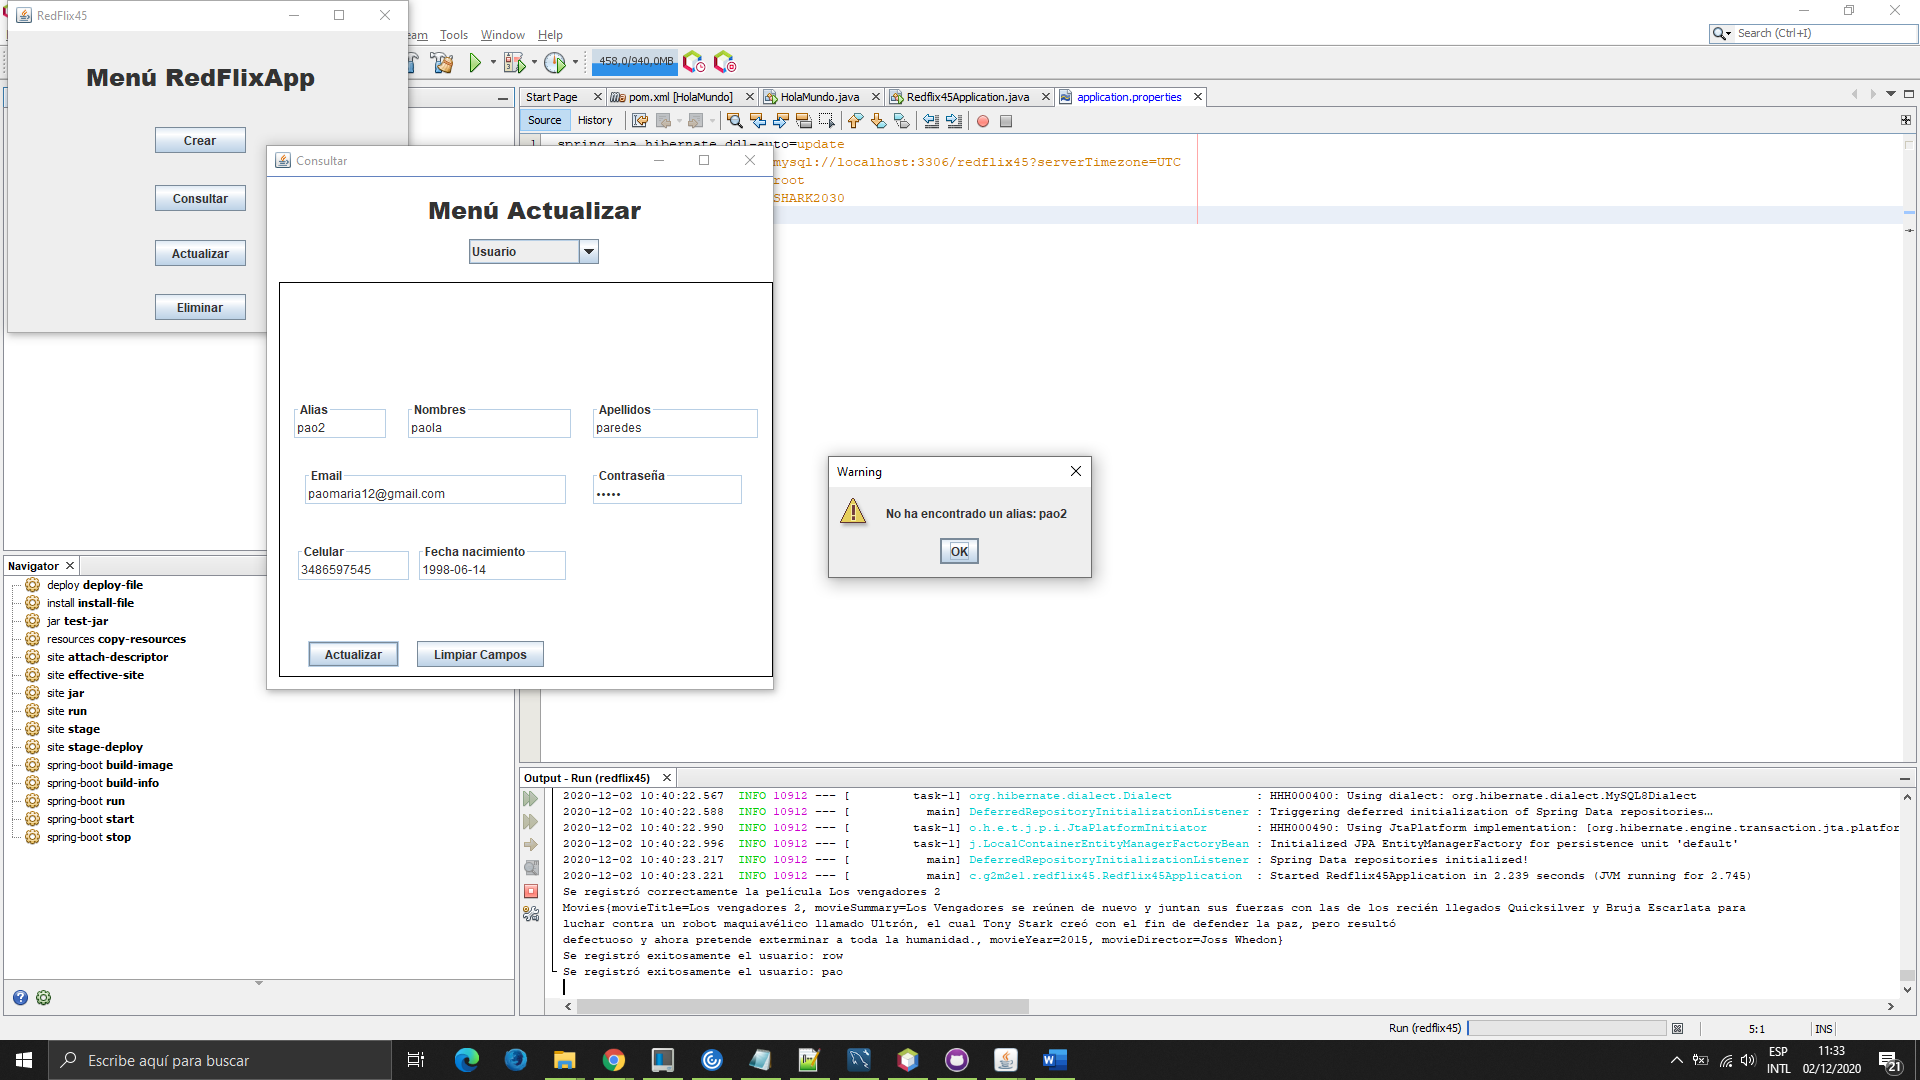 RedFlix45
Menú RedFlixApp
Crear
Consultar
Actualizar
Eliminar
eam Tools Window Help
Search (Ctrl+I)
458,0/940,0MB
Start Page
pom.xml [HolaMundo]
HolaMundo.java
Redflix45Application.java
application.properties
Source History
1 spring.jpa.hibernate.ddl-auto=update
mysql://localhost:3306/redflix45?serverTimezone=UTC
root
SHARK2030
Consultar
Menú Actualizar
Usuario
Alias Nombres Apellidos
pao2 paola paredes
Email Contraseña
paomaria12@gmail.com •••••
Celular Fecha nacimiento
3486597545 1998-06-14
Actualizar Limpiar Campos
Warning
No ha encontrado un alias: pao2
OK
Navigator
deploy deploy-file
install install-file
jar test-jar
resources copy-resources
site attach-descriptor
site effective-site
site jar
site run
site stage
site stage-deploy
spring-boot build-image
spring-boot build-info
spring-boot run
spring-boot start
spring-boot stop
Output - Run (redflix45)
2020-12-02 10:40:22.567 INFO 10912 --- [ task-1] org.hibernate.dialect.Dialect : HHH000400: Using dialect: org.hibernate.dialect.MySQL8Dialect
2020-12-02 10:40:22.588 INFO 10912 --- [ main] DeferredRepositoryInitializationListener : Triggering deferred initialization of Spring Data repositories…
2020-12-02 10:40:22.990 INFO 10912 --- [ task-1] o.h.e.t.j.p.i.JtaPlatformInitiator : HHH000490: Using JtaPlatform implementation: [org.hibernate.engine.transaction.jta.platfor
2020-12-02 10:40:22.996 INFO 10912 --- [ task-1] j.LocalContainerEntityManagerFactoryBean : Initialized JPA EntityManagerFactory for persistence unit 'default'
2020-12-02 10:40:23.217 INFO 10912 --- [ main] DeferredRepositoryInitializationListener : Spring Data repositories initialized!
2020-12-02 10:40:23.221 INFO 10912 --- [ main] c.g2m2e1.redflix45.Redflix45Application : Started Redflix45Application in 2.239 seconds (JVM running for 2.745)
Se registró correctamente la película Los vengadores 2
Movies{movieTitle=Los vengadores 2, movieSummary=Los Vengadores se reúnen de nuevo y juntan sus fuerzas con las de los recién llegados Quicksilver y Bruja Escarlata para
luchar contra un robot maquiavélico llamado Ultrón, el cual Tony Stark creó con el fin de defender la paz, pero resultó
defectuoso y ahora pretende exterminar a toda la humanidad., movieYear=2015, movieDirector=Joss Whedon}
Se registró exitosamente el usuario: row
Se registró exitosamente el usuario: pao
Run (redflix45)
5:1
INS
Escribe aquí para buscar
ESP
INTL
11:33
02/12/2020
21